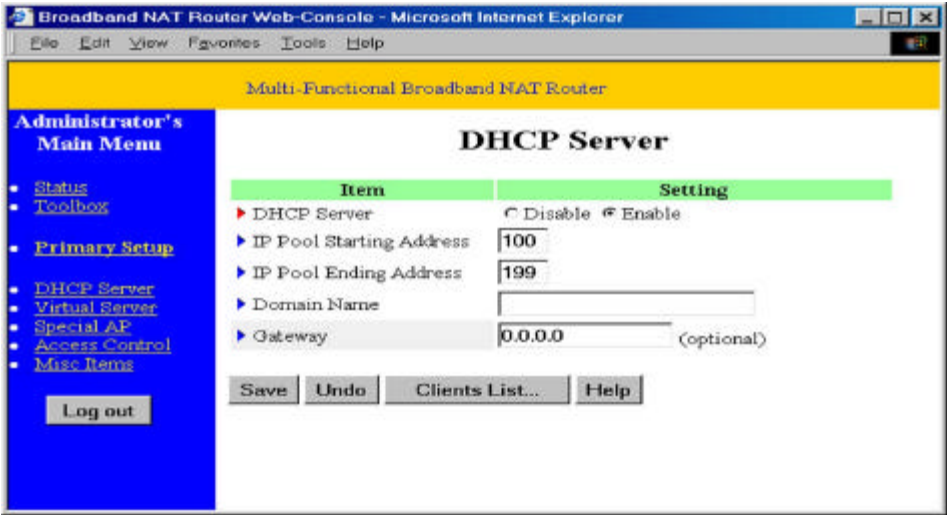 Broadband NAT Router Web-Console - Microsoft Internet Explorer
File Edit View Favorites Tools Help
Multi-Functional Broadband NAT Router
Administrator's
Main Menu
Status
Toolbox
Primary Setup
DHCP Server
Virtual Server
Special AP
Access Control
Misc Items
Log out
DHCP Server
Item Setting
DHCP Server Disable Enable
IP Pool Starting Address 100
IP Pool Ending Address 199
Domain Name
Gateway 0.0.0.0 (optional)
Save Undo Clients List... Help